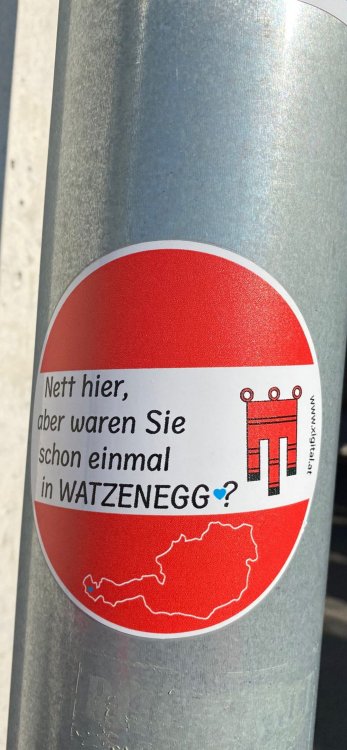 Nett hier,
aber waren Sie
schon einmal
in WATZENEGG💙?
www.xigital.at